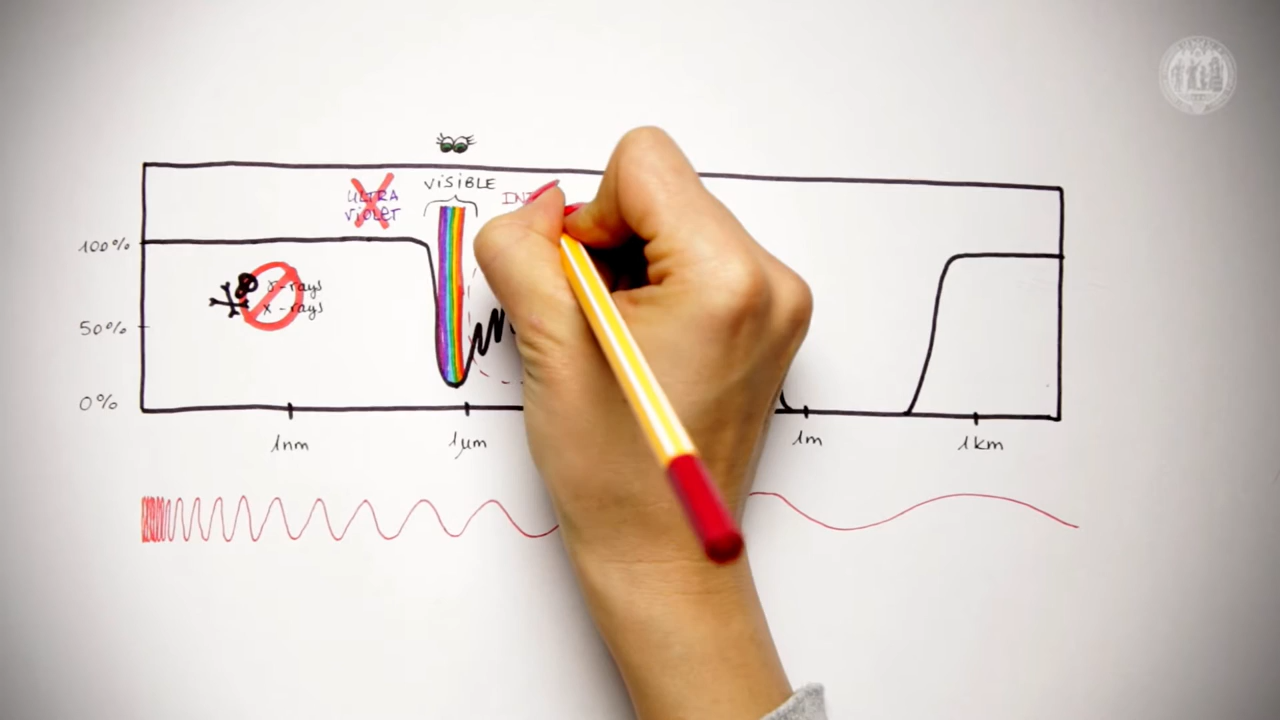 VISIBLE
ULTRA
VIOLET
100%
γ-rays
x-rays
50%
0%
1nm
1μm
1m
1km